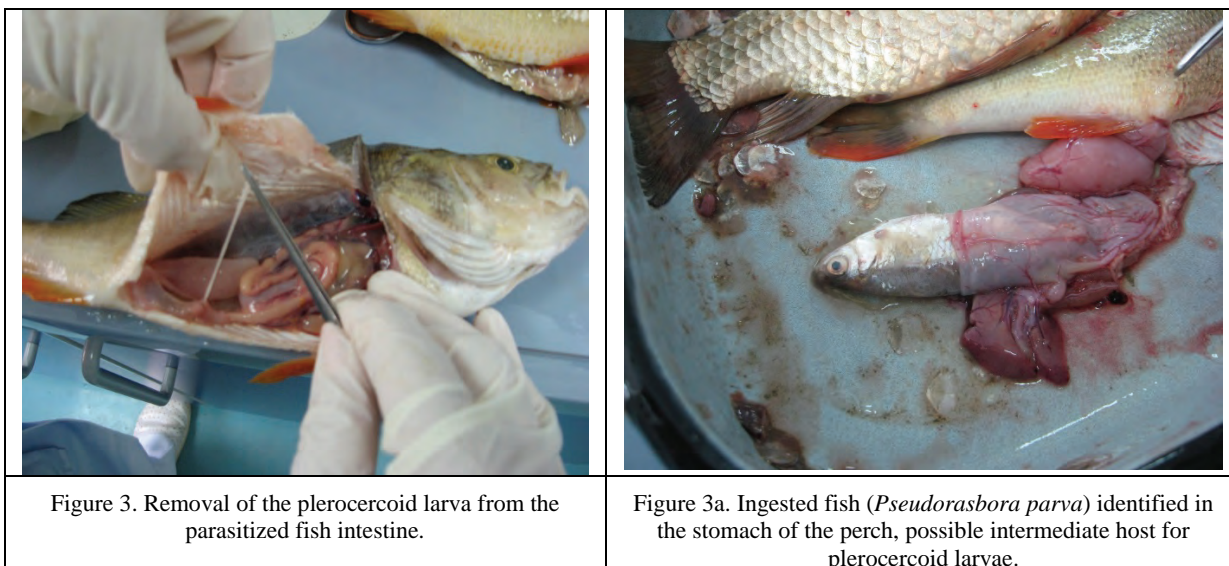 Figure 3. Removal of the plerocercoid larva from the
parasitized fish intestine.
Figure 3a. Ingested fish (Pseudorasbora parva) identified in
the stomach of the perch, possible intermediate host for
plerocercoid larvae.